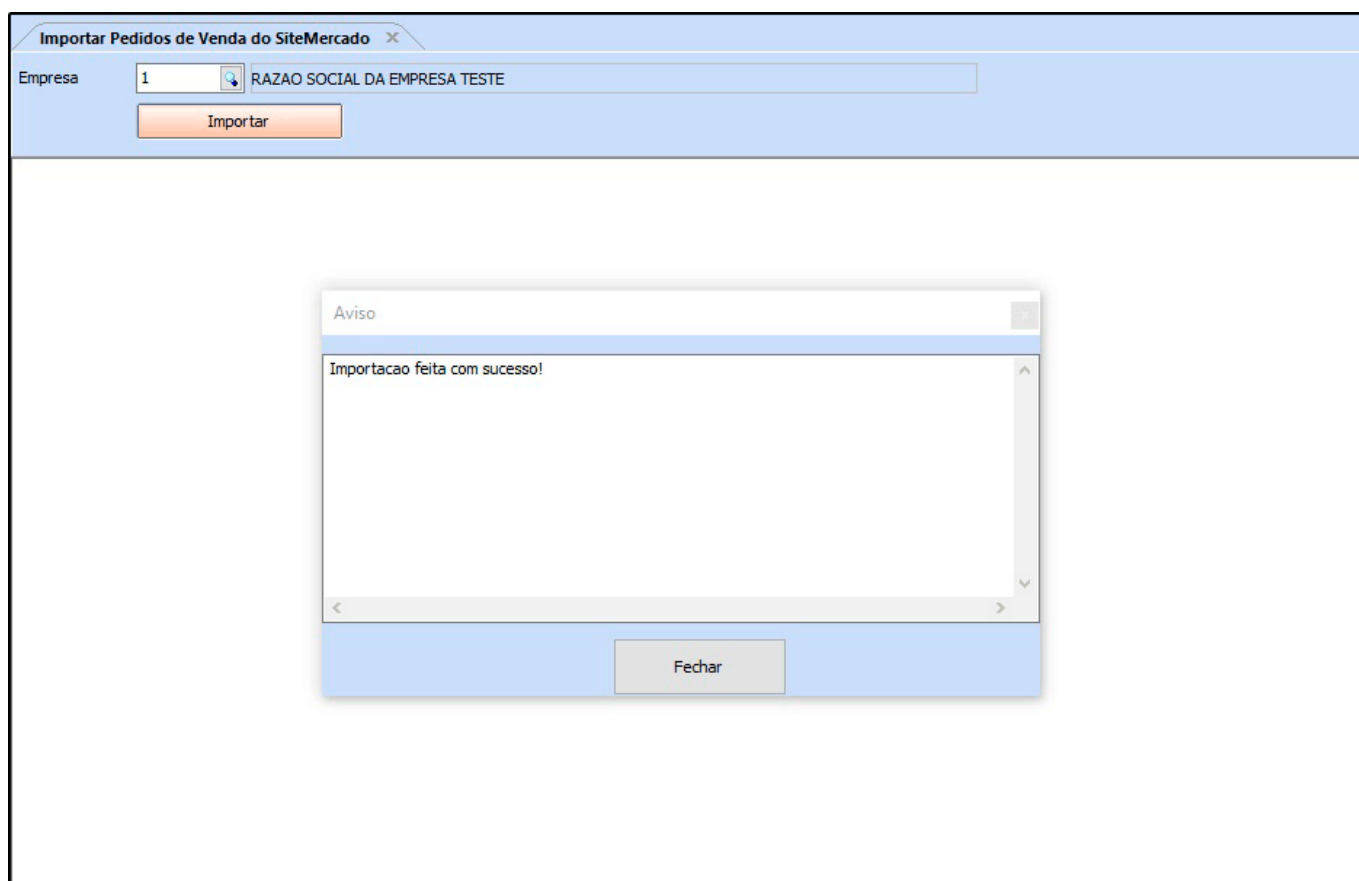 Importar Pedidos de Venda do SiteMercado
Empresa 1 RAZAO SOCIAL DA EMPRESA TESTE
Importar
Aviso
Importacao feita com sucesso!
Fechar